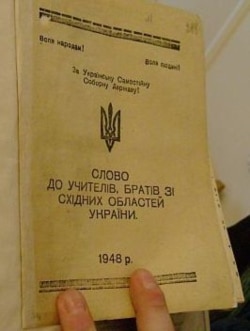 Воля народам!
Воля людині!
За Українську Самостійну
Соборну Державу!
СЛОВО
ДО УЧИТЕЛІВ, БРАТІВ ЗІ
СХІДНИХ ОБЛАСТЕЙ
УКРАЇНИ.
1948 р.